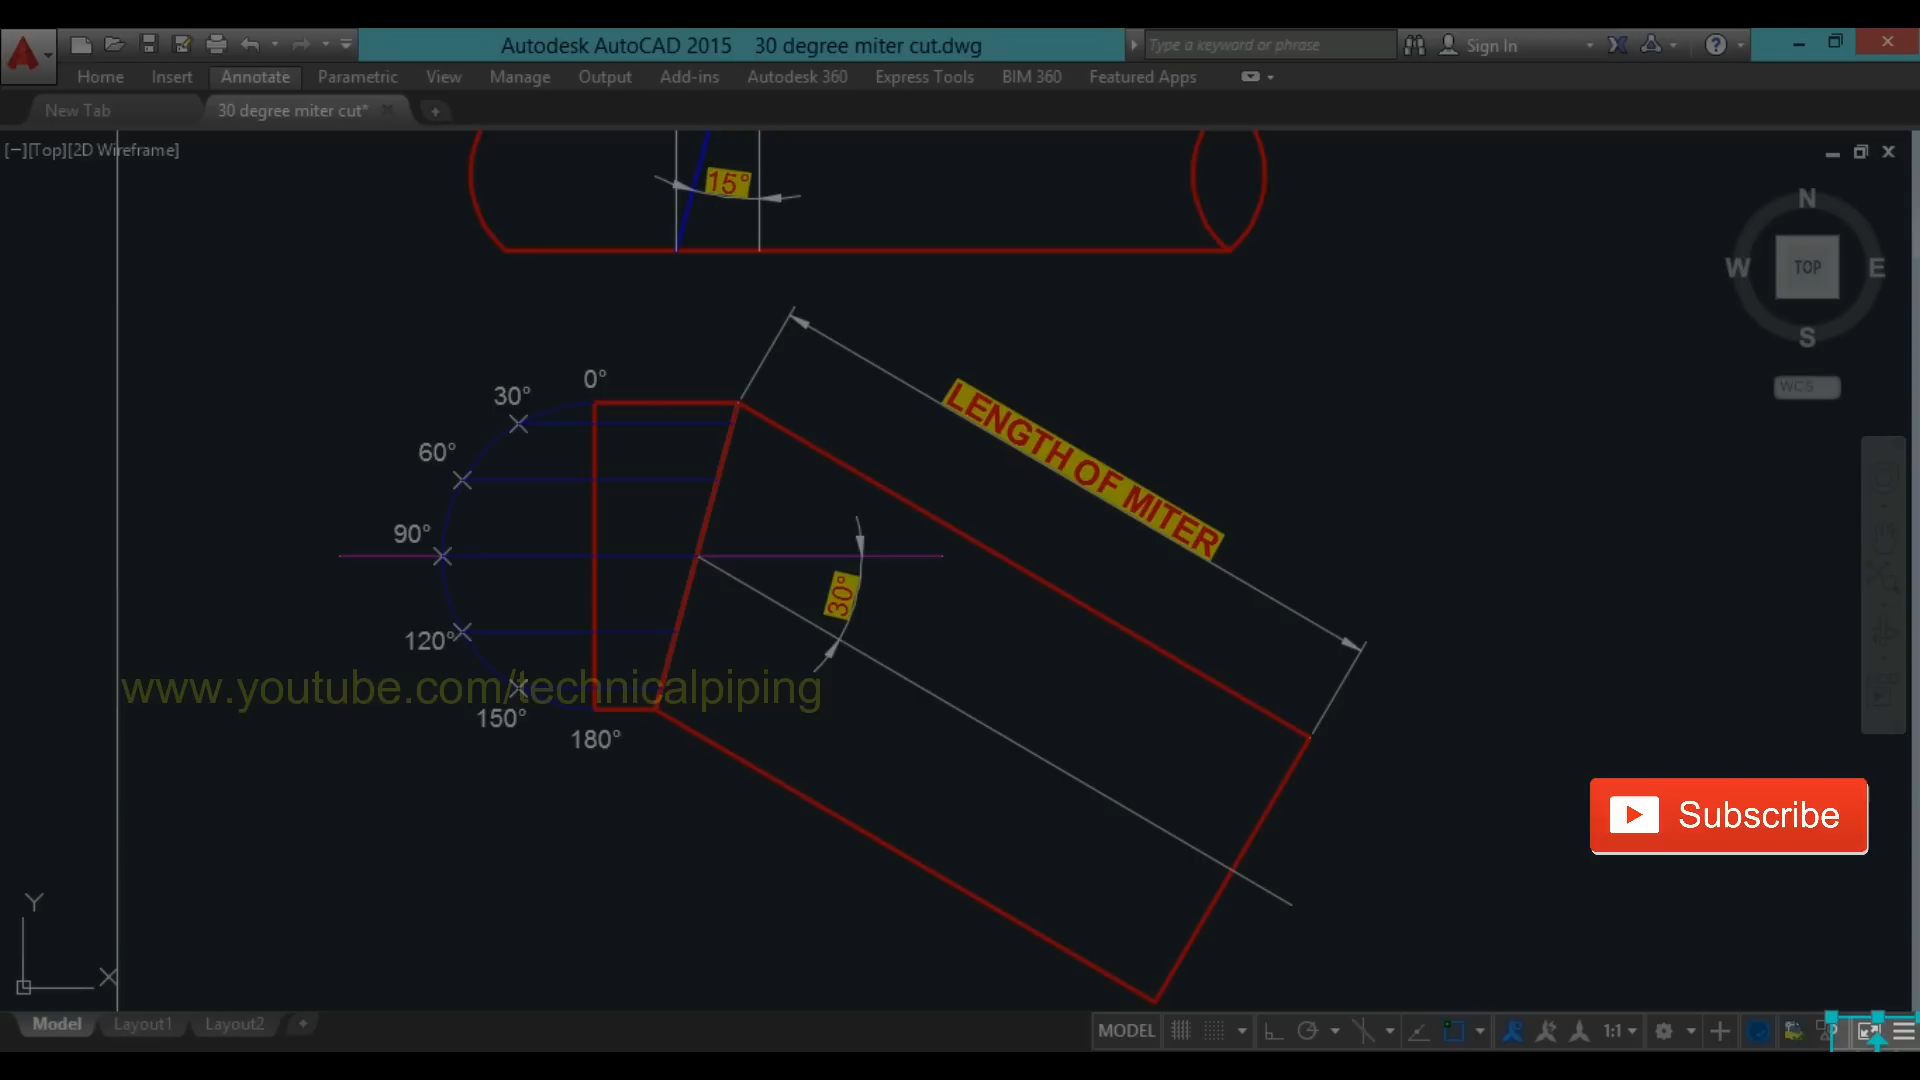 Autodesk AutoCAD 2015 30 degree miter cut.dwg
Type a keyword or phrase
Sign In
Home Insert Annotate Parametric View Manage Output Add-ins Autodesk 360 Express Tools BIM 360 Featured Apps
New Tab 30 degree miter cut*
[−][Top][2D Wireframe]
15°
N
W TOP E
S
WCS
0°
30°
60°
90°
120°
150°
180°
LENGTH OF MITER
30°
www.youtube.com/technicalpiping
Subscribe
Y
X
Model Layout1 Layout2
MODEL 1:1